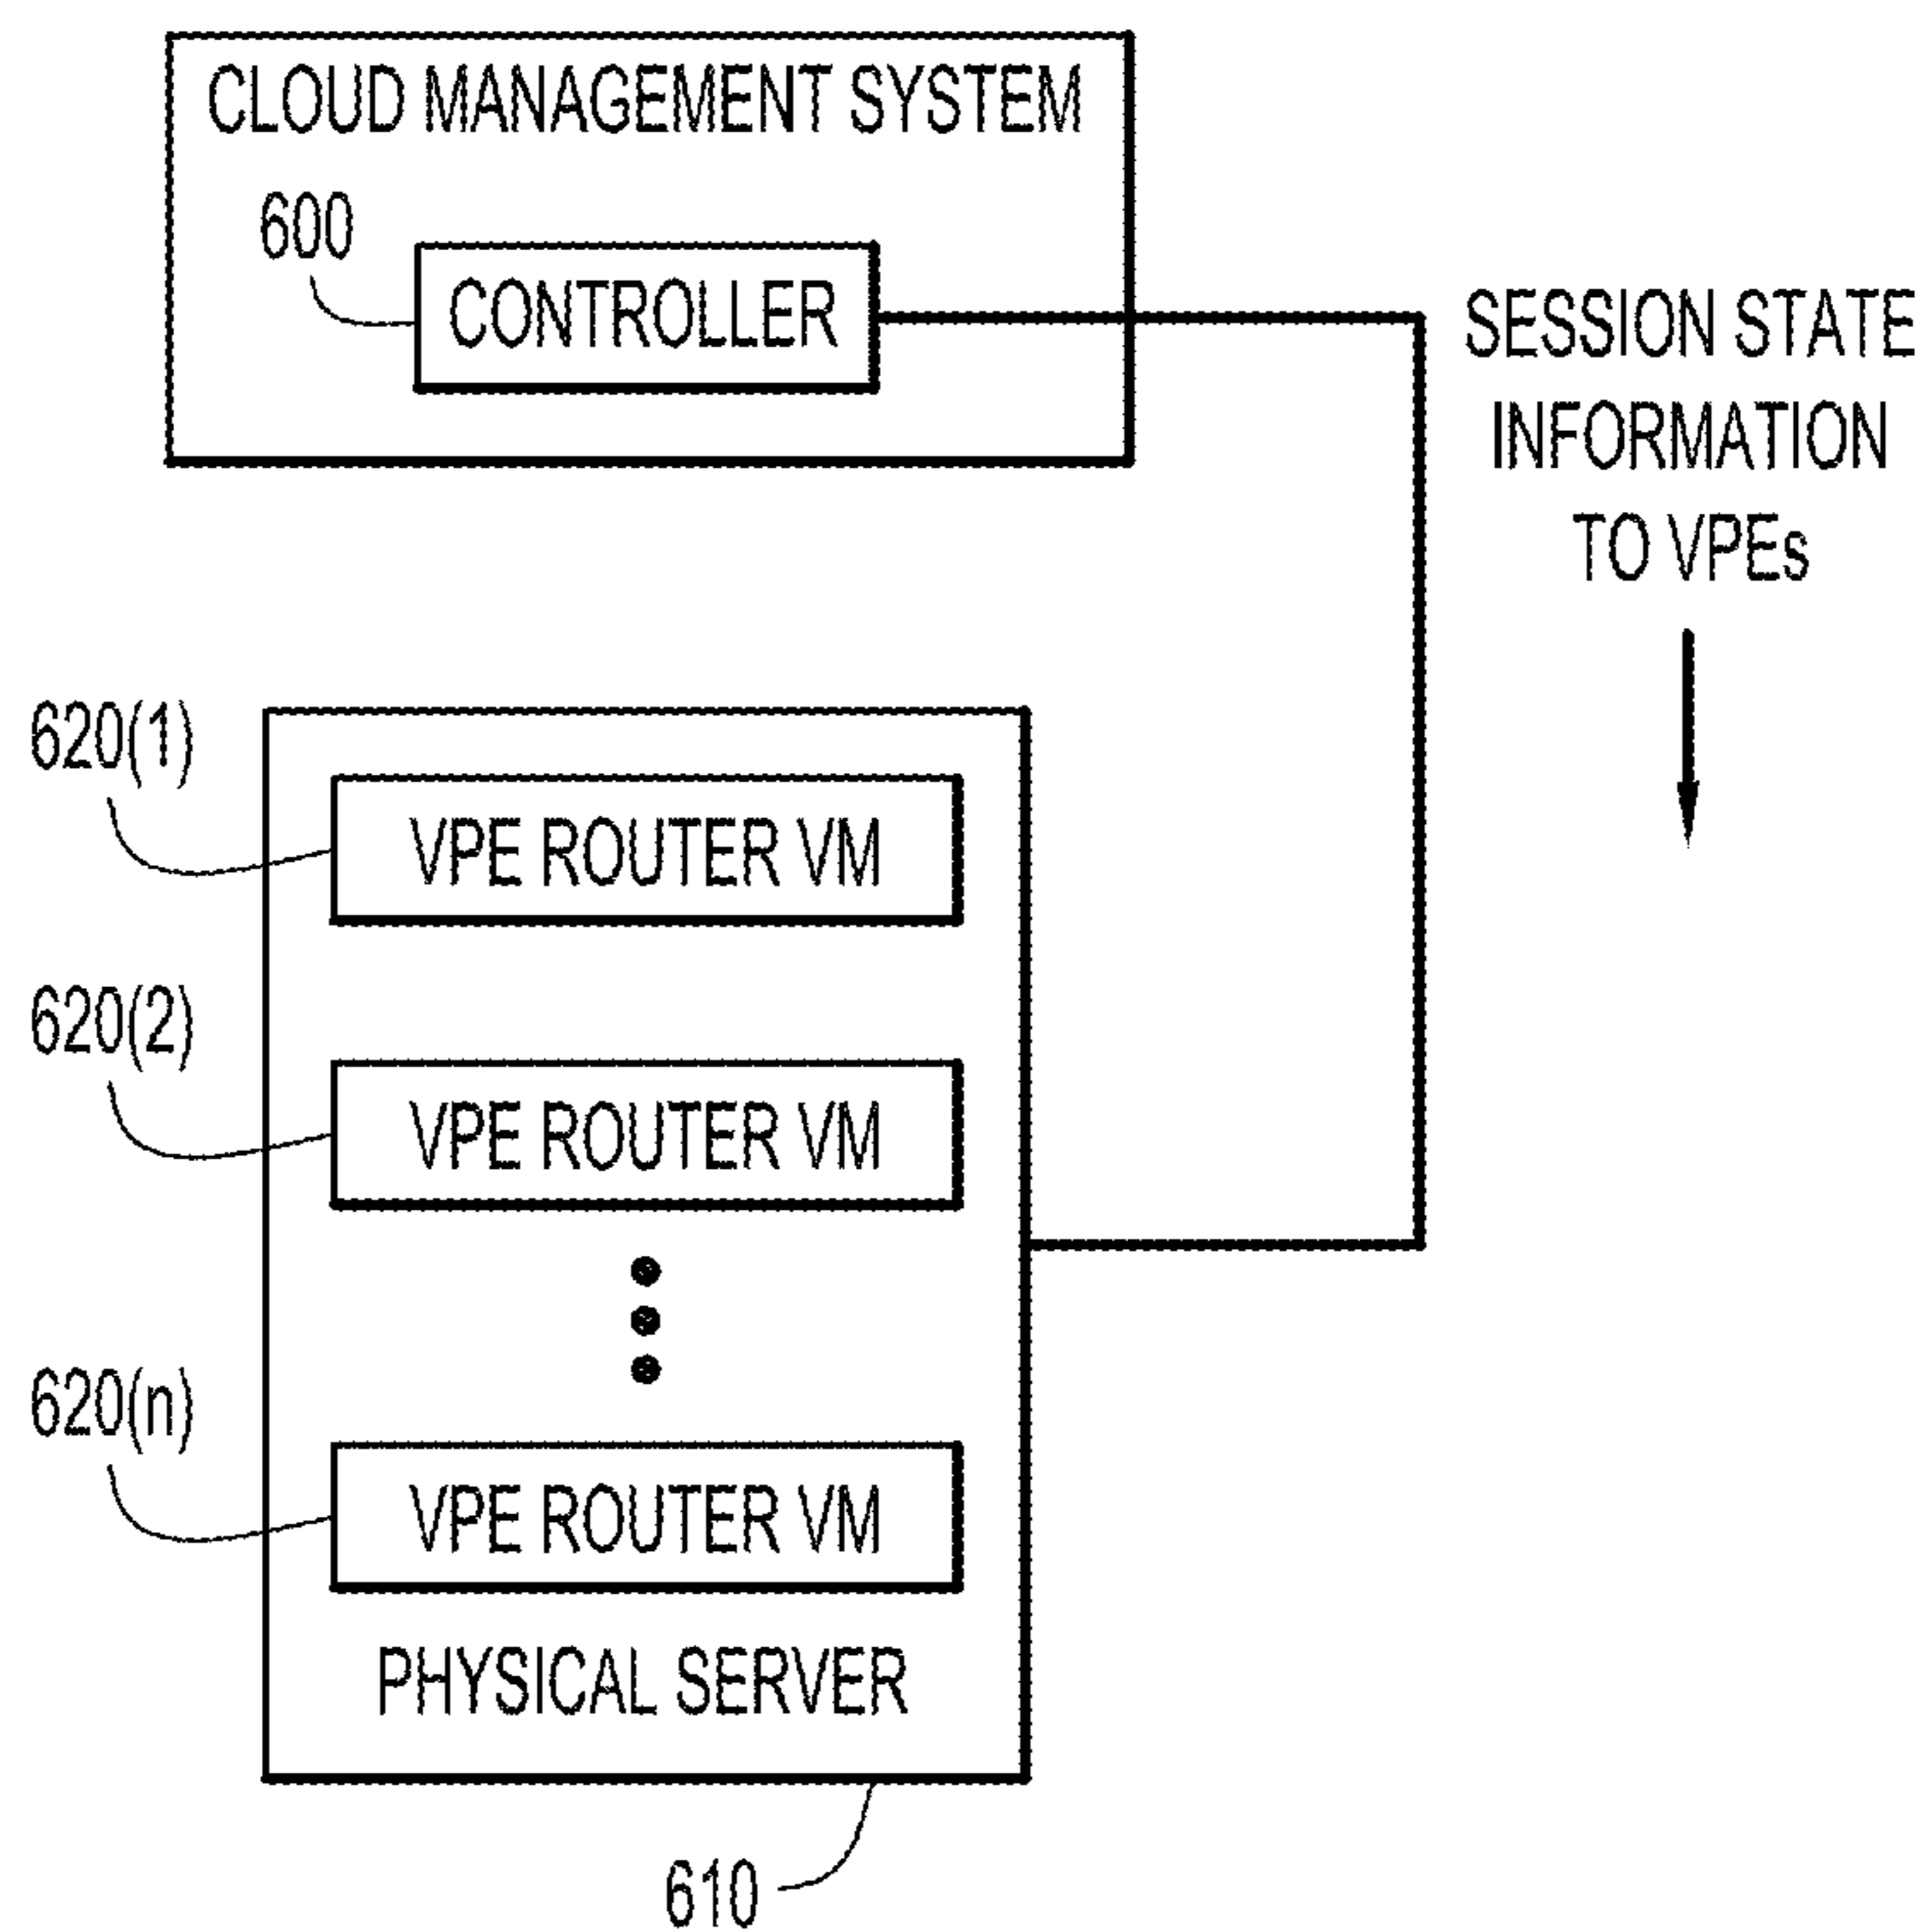 CLOUD MANAGEMENT SYSTEM
600
CONTROLLER
SESSION STATE
INFORMATION
TO VPEs
620(1)
VPE ROUTER VM
620(2)
VPE ROUTER VM
620(n)
VPE ROUTER VM
PHYSICAL SERVER
610